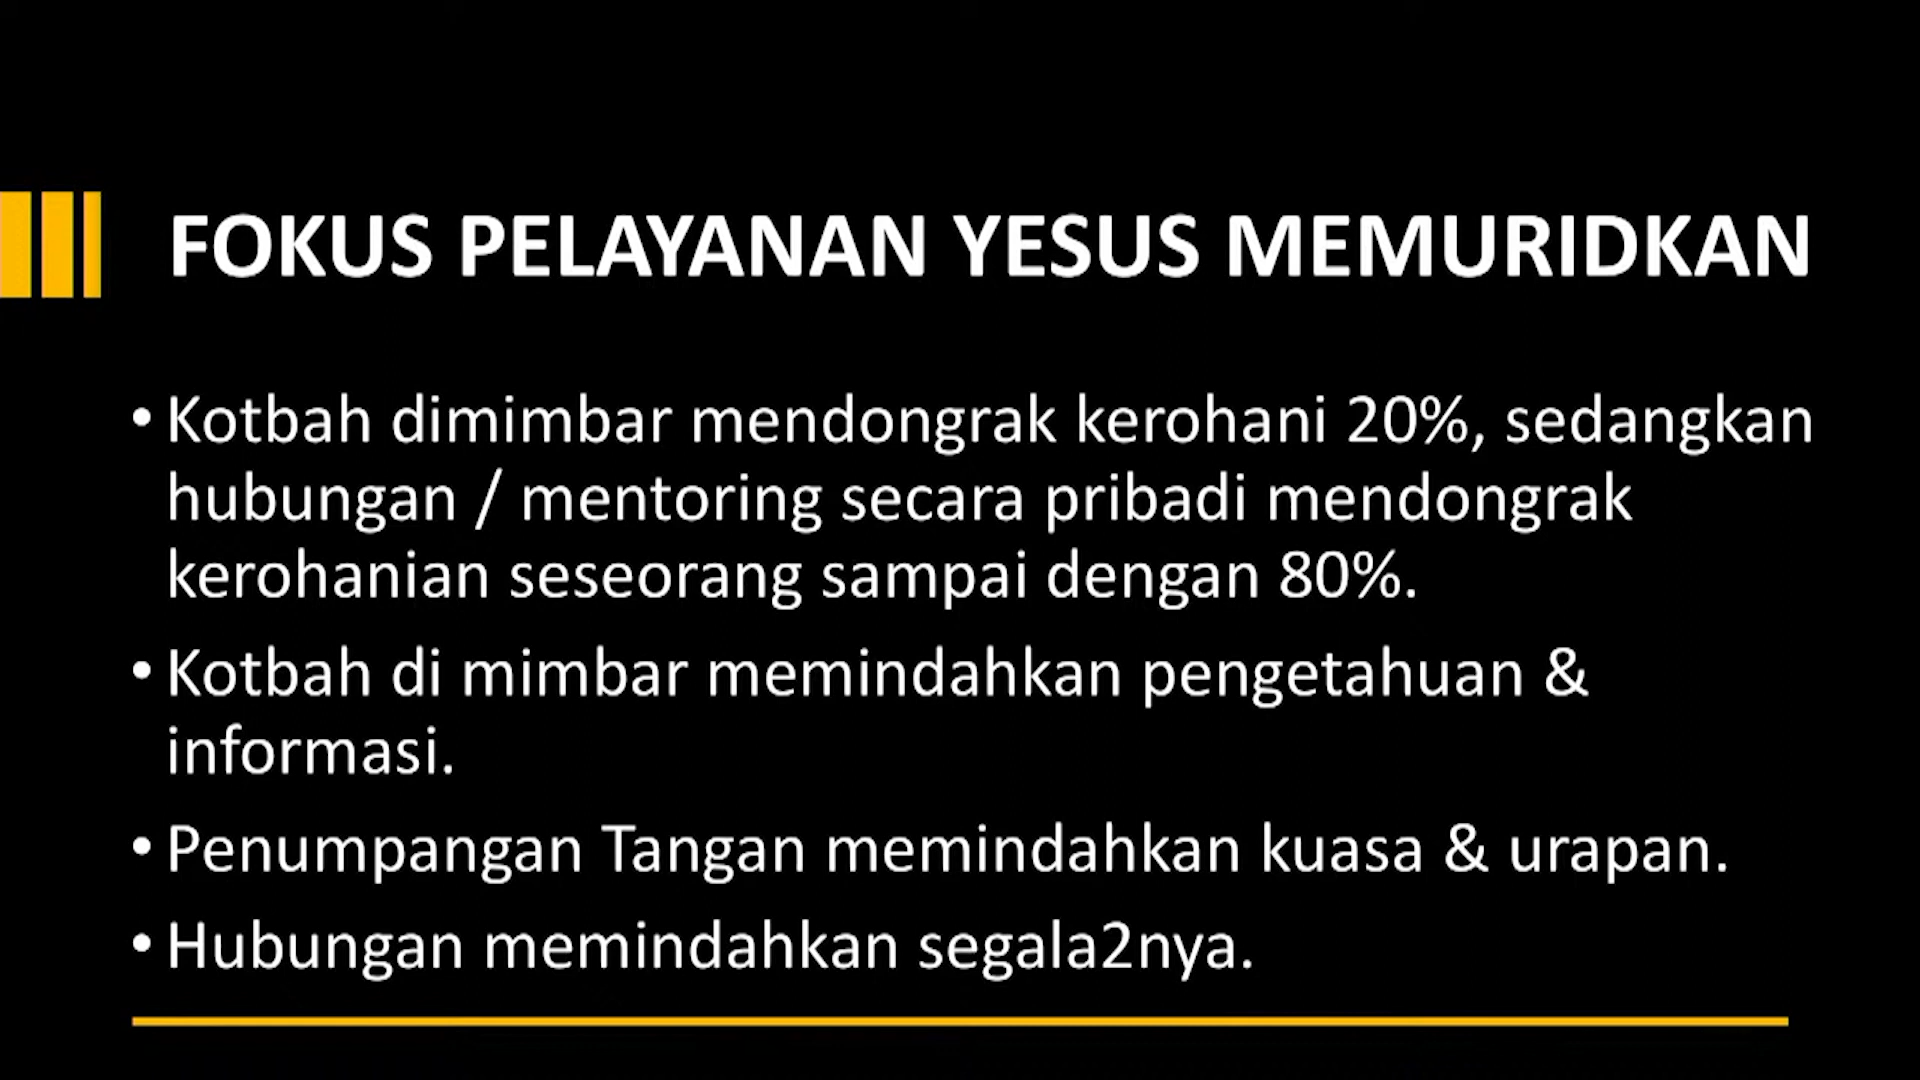 FOKUS PELAYANAN YESUS MEMURIDKAN
• Kotbah dimimbar mendongrak kerohani 20%, sedangkan
hubungan / mentoring secara pribadi mendongrak
kerohanian seseorang sampai dengan 80%.
• Kotbah di mimbar memindahkan pengetahuan &
informasi.
• Penumpangan Tangan memindahkan kuasa & urapan.
• Hubungan memindahkan segala2nya.